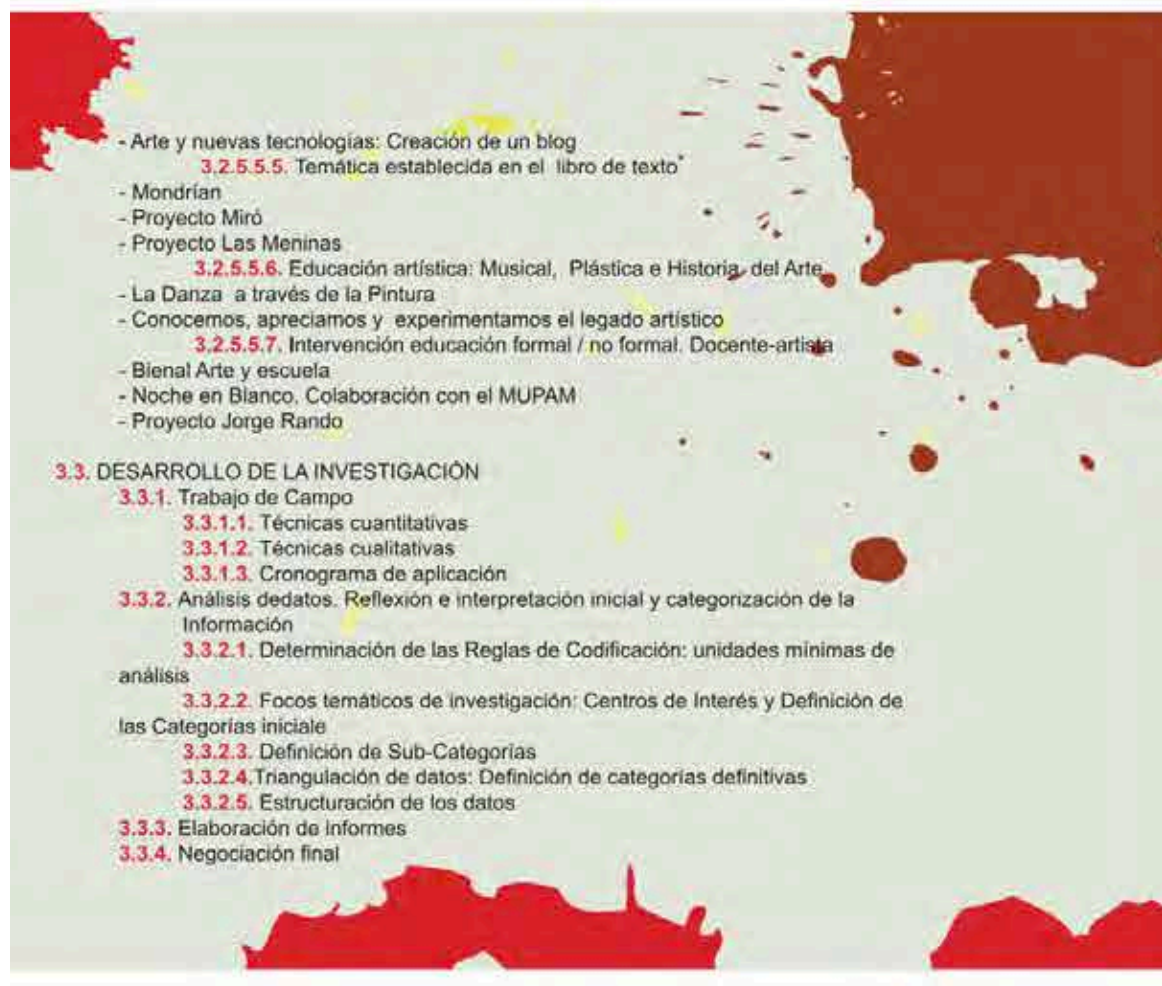 - Arte y nuevas tecnologías: Creación de un blog
3.2.5.5.5. Temática establecida en el libro de texto
- Mondrían
- Proyecto Miró
- Proyecto Las Meninas
3.2.5.5.6. Educación artística: Musical, Plástica e Historia del Arte
- La Danza a través de la Pintura
- Conocemos, apreciamos y experimentamos el legado artístico
3.2.5.5.7. Intervención educación formal / no formal. Docente-artista
- Bienal Arte y escuela
- Noche en Blanco. Colaboración con el MUPAM
- Proyecto Jorge Rando
3.3. DESARROLLO DE LA INVESTIGACIÓN
3.3.1. Trabajo de Campo
3.3.1.1. Técnicas cuantitativas
3.3.1.2. Técnicas cualitativas
3.3.1.3. Cronograma de aplicación
3.3.2. Análisis dedatos. Reflexión e interpretación inicial y categorización de la
Información
3.3.2.1. Determinación de las Reglas de Codificación: unidades mínimas de
análisis
3.3.2.2. Focos temáticos de investigación: Centros de Interés y Definición de
las Categorías iniciale
3.3.2.3. Definición de Sub-Categorías
3.3.2.4.Triangulación de datos: Definición de categorías definitivas
3.3.2.5. Estructuración de los datos
3.3.3. Elaboración de Informes
3.3.4. Negociación final